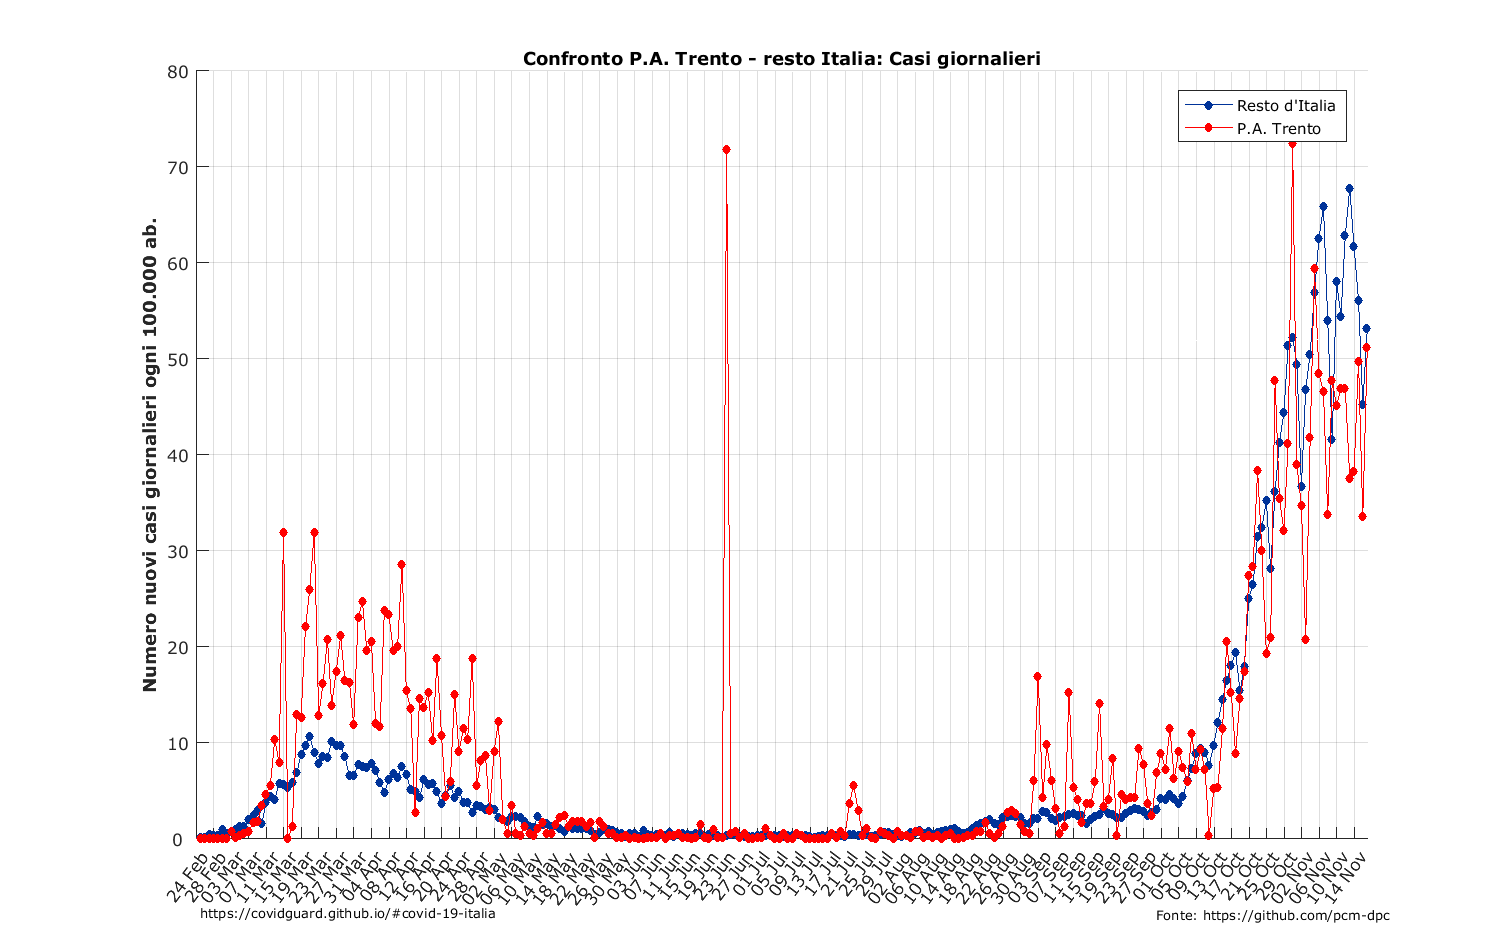 Confronto P.A. Trento - resto Italia: Casi giornalieri
Numero nuovi casi giornalieri ogni 100.000 ab.
80
70
60
50
40
30
20
10
0
Resto d'Italia
P.A. Trento
24 Feb
28 Feb
03 Mar
07 Mar
11 Mar
15 Mar
19 Mar
23 Mar
27 Mar
31 Mar
04 Apr
08 Apr
12 Apr
16 Apr
20 Apr
24 Apr
28 Apr
02 May
06 May
10 May
14 May
18 May
22 May
26 May
30 May
03 Jun
07 Jun
11 Jun
15 Jun
19 Jun
23 Jun
27 Jun
01 Jul
05 Jul
09 Jul
13 Jul
17 Jul
21 Jul
25 Jul
29 Jul
02 Aug
06 Aug
10 Aug
14 Aug
18 Aug
22 Aug
26 Aug
30 Aug
03 Sep
07 Sep
11 Sep
15 Sep
19 Sep
23 Sep
27 Sep
01 Oct
05 Oct
09 Oct
13 Oct
17 Oct
21 Oct
25 Oct
29 Oct
02 Nov
06 Nov
10 Nov
14 Nov
https://covidguard.github.io/#covid-19-italia
Fonte: https://github.com/pcm-dpc